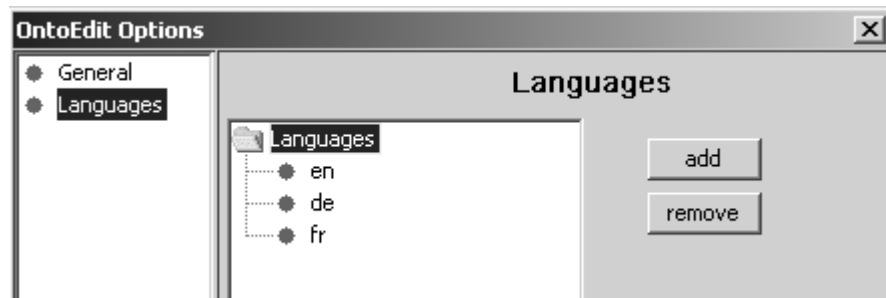 OntoEdit Options
General
Languages
Languages
Languages
en
de
fr
add
remove